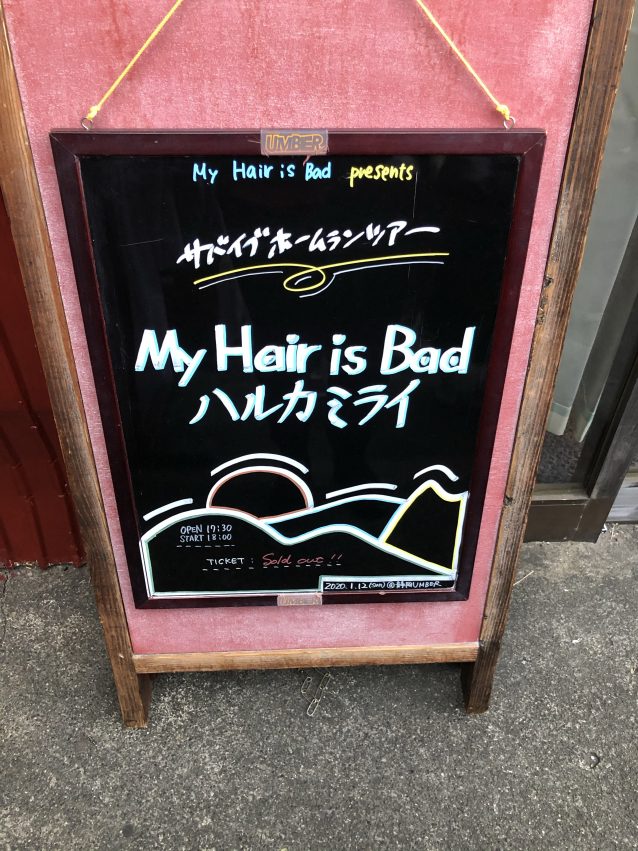 UMBER
My Hair is Bad presents
サバイブホームランツアー
My Hair is Bad
ハルカミライ
OPEN 17:30
START 18:00
TICKET : Sold out!!
2020.1.12(SUN)@静岡UMBER
UMBER